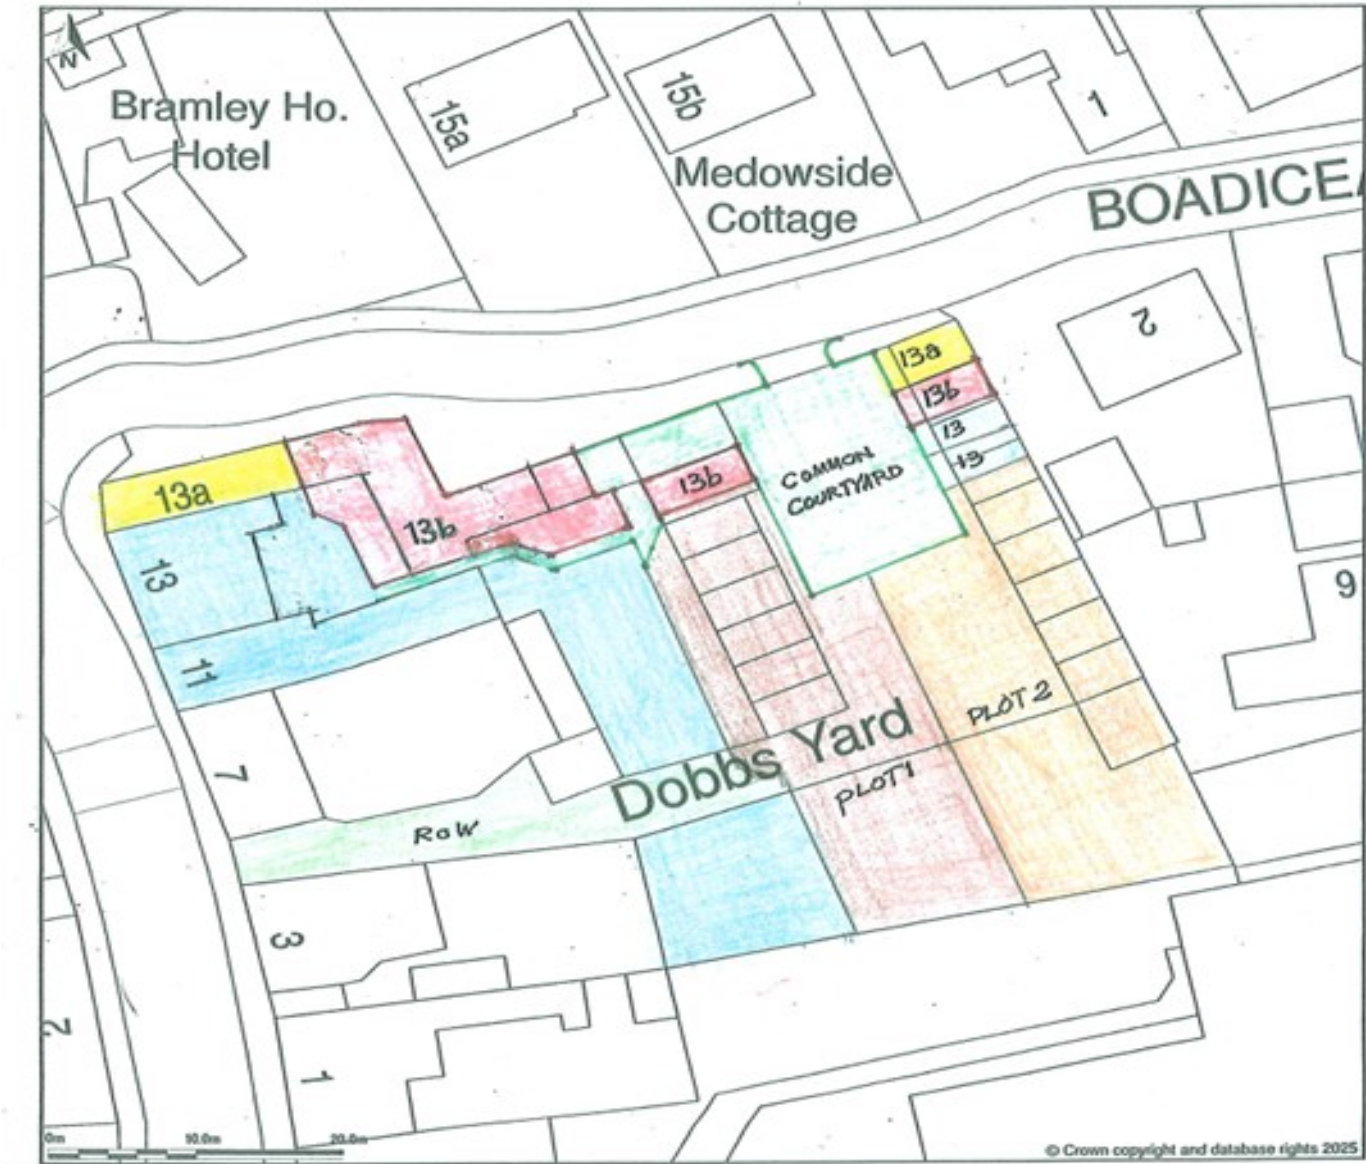 N
Bramley Ho.
Hotel
15a
15b
1
Medowside
Cottage
BOADICEA
2
13a
13b
13
13
13a
13b
13b
COMMON
COURTYARD
13
11
9
7
PLOT 2
Dobbs Yard
PLOT 1
ROW
3
2
1
0m
10.0m
20.0m
© Crown copyright and database rights 2025